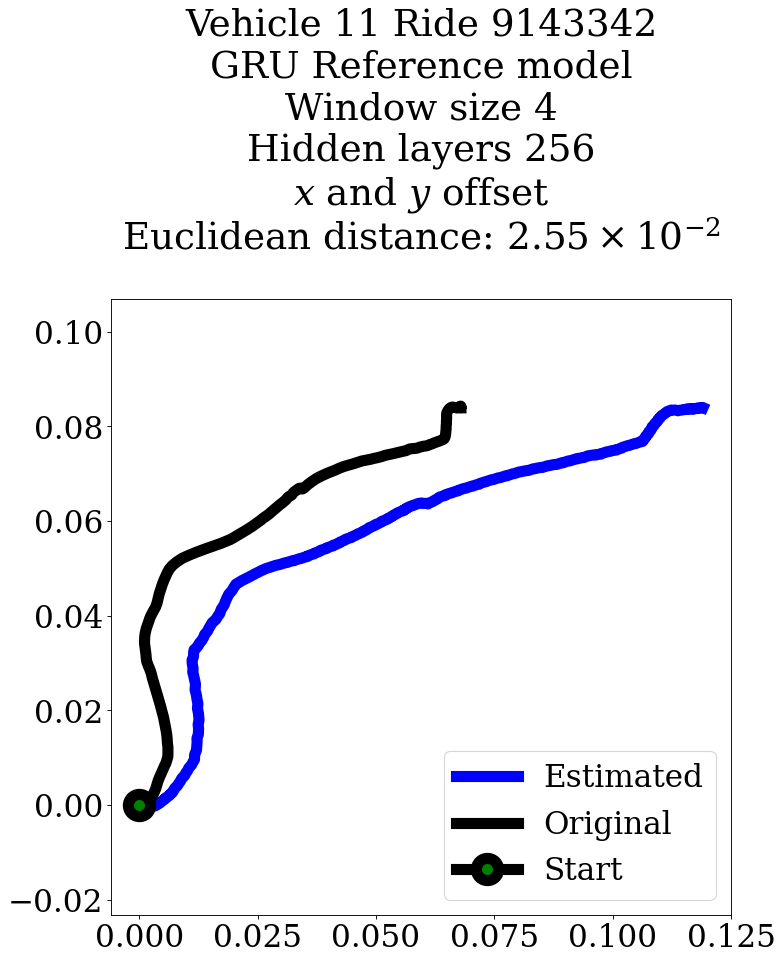 Vehicle 11 Ride 9143342
GRU Reference model
Window size 4
Hidden layers 256
x and y offset
Euclidean distance: 2.55 × 10⁻²
0.10
0.08
0.06
0.04
0.02
0.00
−0.02
Estimated
Original
Start
0.000 0.025 0.050 0.075 0.100 0.125